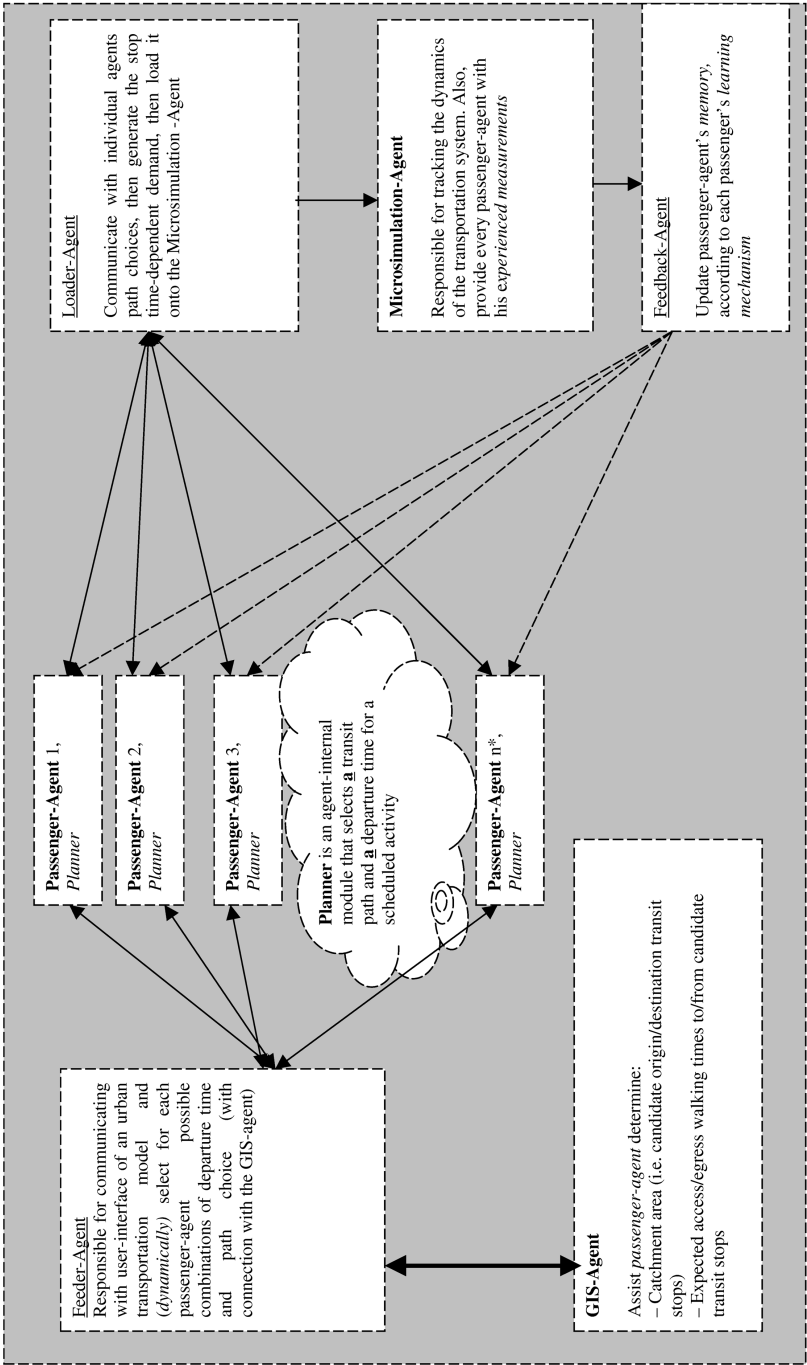 Feeder-Agent
Responsible for communicating
with user-interface of an urban
transportation model and
(dynamically) select for each
passenger-agent possible
combinations of departure time
and path choice (with
connection with the GIS-agent)
GIS-Agent
Assist passenger-agent determine:
– Catchment area (i.e. candidate origin/destination transit
stops)
– Expected access/egress walking times to/from candidate
transit stops
Passenger-Agent 1,
Planner
Passenger-Agent 2,
Planner
Passenger-Agent 3,
Planner
Planner is an agent-internal
module that selects a transit
path and a departure time for a
scheduled activity
Passenger-Agent n*,
Planner
Loader-Agent
Communicate with individual agents
path choices, then generate the stop
time-dependent demand, then load it
onto the Microsimulation -Agent
Microsimulation-Agent
Responsible for tracking the dynamics
of the transportation system. Also,
provide every passenger-agent with
his experienced measurements
Feedback-Agent
Update passenger-agent's memory,
according to each passenger's learning
mechanism